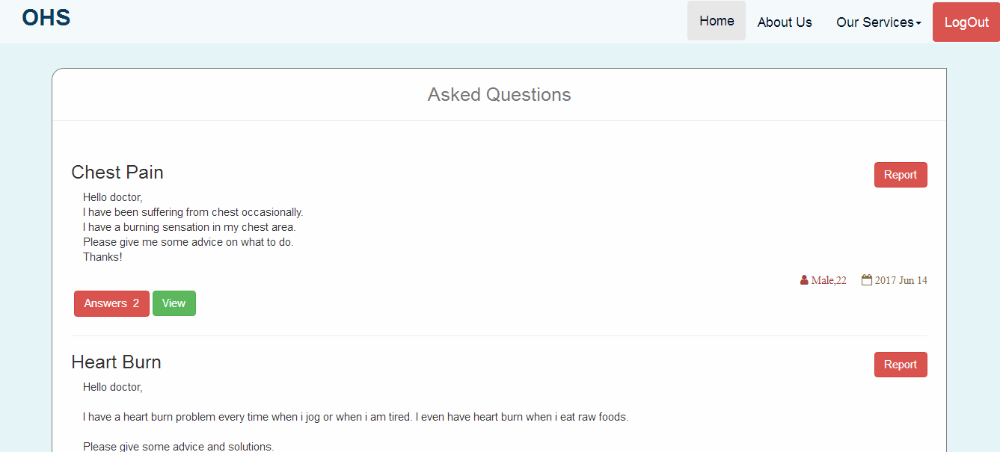 OHS
Home About Us Our Services LogOut
Asked Questions
Chest Pain Report
Hello doctor,
I have been suffering from chest occasionally.
I have a burning sensation in my chest area.
Please give me some advice on what to do.
Thanks!
Male,22 2017 Jun 14
Answers 2 View
Heart Burn Report
Hello doctor,
I have a heart burn problem every time when i jog or when i am tired. I even have heart burn when i eat raw foods.
Please give some advice and solutions.